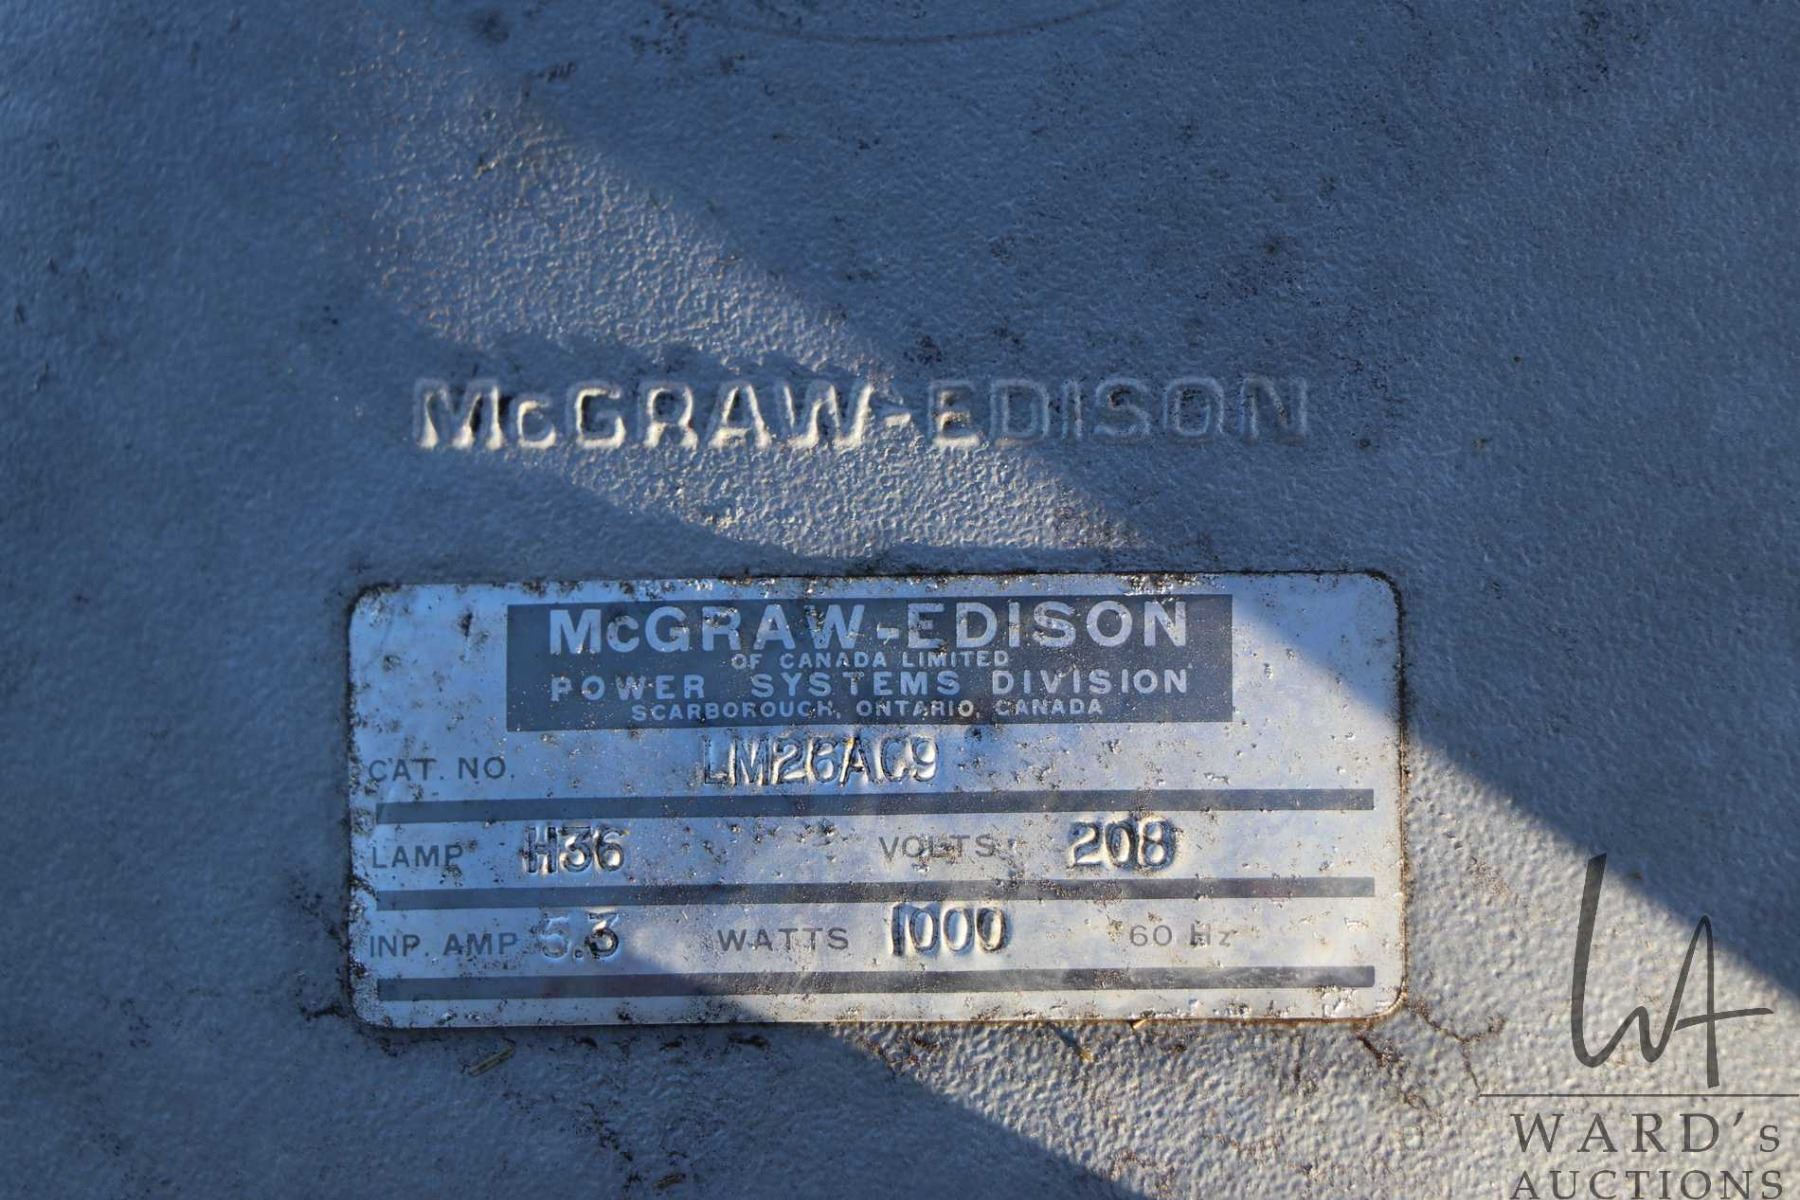 McGRAW-EDISON
McGRAW-EDISON
OF CANADA LIMITED
POWER SYSTEMS DIVISION
SCARBOROUGH, ONTARIO, CANADA
CAT. NO. LM26AC9
LAMP H36 VOLTS 208
INP. AMP 5.3 WATTS 1000 60 Hz
WA
WARD's
AUCTIONS